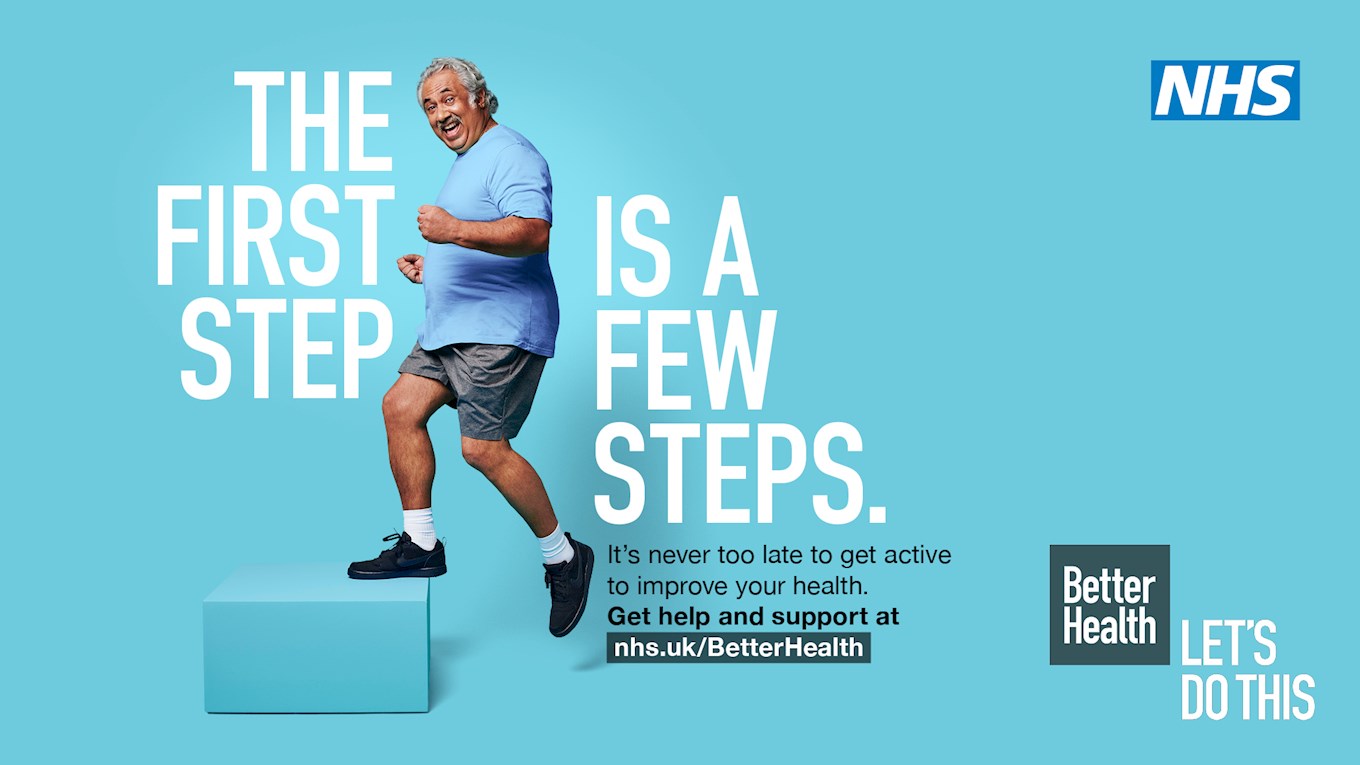 THE
FIRST
STEP
IS A
FEW
STEPS.
It's never too late to get active
to improve your health.
Get help and support at
nhs.uk/BetterHealth
NHS
Better
Health
LET'S
DO THIS